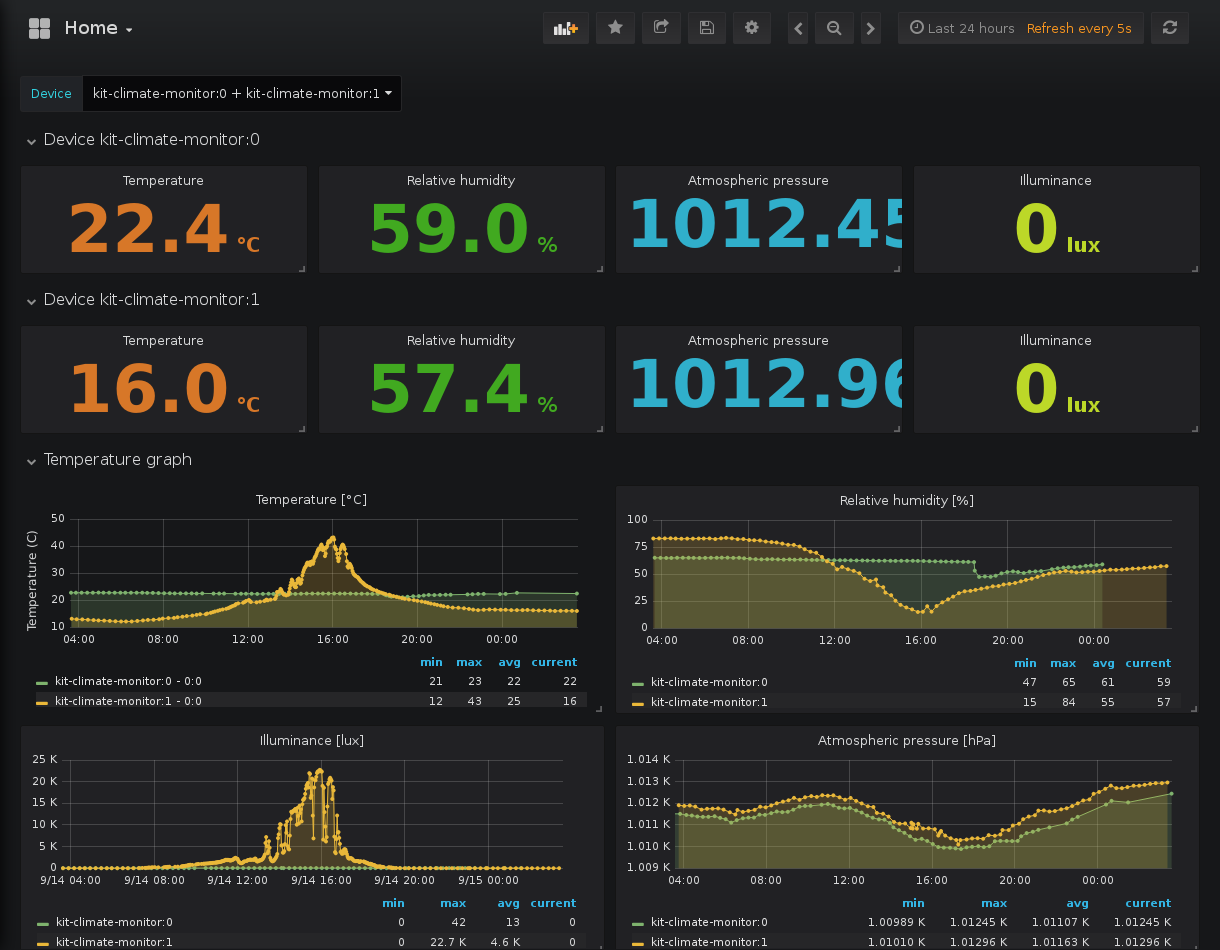 Home
Last 24 hours Refresh every 5s
Device kit-climate-monitor:0 + kit-climate-monitor:1
Device kit-climate-monitor:0
Temperature Relative humidity Atmospheric pressure Illuminance
22.4 °C 59.0 % 1012.45 0 lux
Device kit-climate-monitor:1
Temperature Relative humidity Atmospheric pressure Illuminance
16.0 °C 57.4 % 1012.96 0 lux
Temperature graph
Temperature [°C]
Temperature (C)
50
40
30
20
10
04:00 08:00 12:00 16:00 20:00 00:00
min max avg current
kit-climate-monitor:0 - 0:0 21 23 22 22
kit-climate-monitor:1 - 0:0 12 43 25 16
Relative humidity [%]
100
75
50
25
0
04:00 08:00 12:00 16:00 20:00 00:00
min max avg current
kit-climate-monitor:0 47 65 61 59
kit-climate-monitor:1 15 84 55 57
Illuminance [lux]
25 K
20 K
15 K
10 K
5 K
0
9/14 04:00 9/14 08:00 9/14 12:00 9/14 16:00 9/14 20:00 9/15 00:00
min max avg current
kit-climate-monitor:0 0 42 13 0
kit-climate-monitor:1 0 22.7 K 4.6 K 0
Atmospheric pressure [hPa]
1.014 K
1.013 K
1.012 K
1.011 K
1.010 K
1.009 K
04:00 08:00 12:00 16:00 20:00 00:00
min max avg current
kit-climate-monitor:0 1.00989 K 1.01245 K 1.01107 K 1.01245 K
kit-climate-monitor:1 1.01010 K 1.01296 K 1.01163 K 1.01296 K